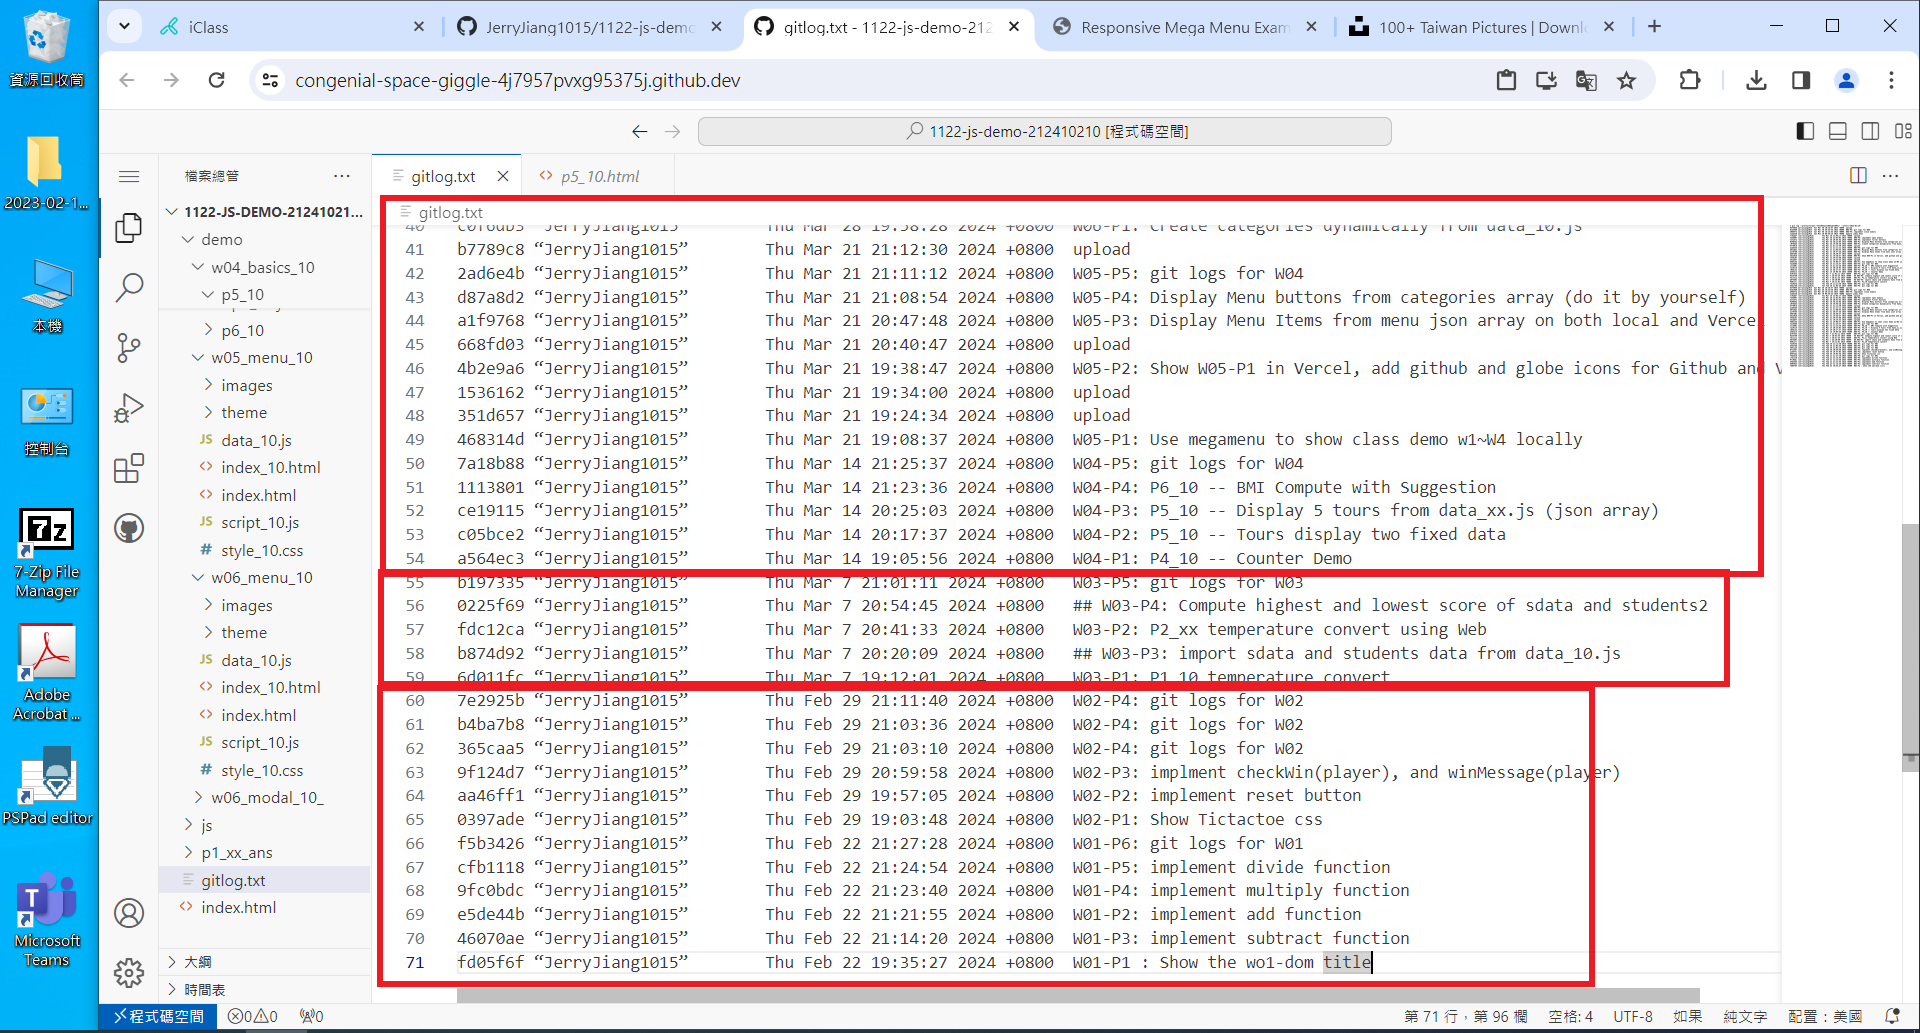 資源回收筒
2023-02-1...
本機
控制台
7-Zip File
Manager
Adobe
Acrobat ...
PSPad editor
Microsoft
Teams
iClass
JerryJiang1015/1122-js-demo
gitlog.txt - 1122-js-demo-212
Responsive Mega Menu Exam
100+ Taiwan Pictures | Downl
congenial-space-giggle-4j7957pvxg95375j.github.dev
1122-js-demo-212410210 [程式碼空間]
檔案總管
1122-JS-DEMO-21241021...
demo
w04_basics_10
p5_10
p6_10
w05_menu_10
images
theme
JS data_10.js
<> index_10.html
<> index.html
JS script_10.js
# style_10.css
w06_menu_10
images
theme
JS data_10.js
<> index_10.html
<> index.html
JS script_10.js
# style_10.css
w06_modal_10_
js
p1_xx_ans
gitlog.txt
<> index.html
大綱
時間表
gitlog.txt
<> p5_10.html
gitlog.txt
40 c0f6db3 “JerryJiang1015” Thu Mar 28 19:58:28 2024 +0800 W06-P1: Create categories dynamically from data_10.js
41 b7789c8 “JerryJiang1015” Thu Mar 21 21:12:30 2024 +0800 upload
42 2ad6e4b “JerryJiang1015” Thu Mar 21 21:11:12 2024 +0800 W05-P5: git logs for W04
43 d87a8d2 “JerryJiang1015” Thu Mar 21 21:08:54 2024 +0800 W05-P4: Display Menu buttons from categories array (do it by yourself)
44 a1f9768 “JerryJiang1015” Thu Mar 21 20:47:48 2024 +0800 W05-P3: Display Menu Items from menu json array on both local and Verce
45 668fd03 “JerryJiang1015” Thu Mar 21 20:40:47 2024 +0800 upload
46 4b2e9a6 “JerryJiang1015” Thu Mar 21 19:38:47 2024 +0800 W05-P2: Show W05-P1 in Vercel, add github and globe icons for Github and V
47 1536162 “JerryJiang1015” Thu Mar 21 19:34:00 2024 +0800 upload
48 351d657 “JerryJiang1015” Thu Mar 21 19:24:34 2024 +0800 upload
49 468314d “JerryJiang1015” Thu Mar 21 19:08:37 2024 +0800 W05-P1: Use megamenu to show class demo w1~W4 locally
50 7a18b88 “JerryJiang1015” Thu Mar 14 21:25:37 2024 +0800 W04-P5: git logs for W04
51 1113801 “JerryJiang1015” Thu Mar 14 21:23:36 2024 +0800 W04-P4: P6_10 -- BMI Compute with Suggestion
52 ce19115 “JerryJiang1015” Thu Mar 14 20:25:03 2024 +0800 W04-P3: P5_10 -- Display 5 tours from data_xx.js (json array)
53 c05bce2 “JerryJiang1015” Thu Mar 14 20:17:37 2024 +0800 W04-P2: P5_10 -- Tours display two fixed data
54 a564ec3 “JerryJiang1015” Thu Mar 14 19:05:56 2024 +0800 W04-P1: P4_10 -- Counter Demo
55 b197335 “JerryJiang1015” Thu Mar 7 21:01:11 2024 +0800 W03-P5: git logs for W03
56 0225f69 “JerryJiang1015” Thu Mar 7 20:54:45 2024 +0800 ## W03-P4: Compute highest and lowest score of sdata and students2
57 fdc12ca “JerryJiang1015” Thu Mar 7 20:41:33 2024 +0800 W03-P2: P2_xx temperature convert using Web
58 b874d92 “JerryJiang1015” Thu Mar 7 20:20:09 2024 +0800 ## W03-P3: import sdata and students data from data_10.js
59 6d011fc “JerryJiang1015” Thu Mar 7 19:12:01 2024 +0800 W03-P1: P1_10 temperature convert
60 7e2925b “JerryJiang1015” Thu Feb 29 21:11:40 2024 +0800 W02-P4: git logs for W02
61 b4ba7b8 “JerryJiang1015” Thu Feb 29 21:03:36 2024 +0800 W02-P4: git logs for W02
62 365caa5 “JerryJiang1015” Thu Feb 29 21:03:10 2024 +0800 W02-P4: git logs for W02
63 9f124d7 “JerryJiang1015” Thu Feb 29 20:59:58 2024 +0800 W02-P3: implment checkWin(player), and winMessage(player)
64 aa46ff1 “JerryJiang1015” Thu Feb 29 19:57:05 2024 +0800 W02-P2: implement reset button
65 0397ade “JerryJiang1015” Thu Feb 29 19:03:48 2024 +0800 W02-P1: Show Tictactoe css
66 f5b3426 “JerryJiang1015” Thu Feb 22 21:27:28 2024 +0800 W01-P6: git logs for W01
67 cfb1118 “JerryJiang1015” Thu Feb 22 21:24:54 2024 +0800 W01-P5: implement divide function
68 9fc0bdc “JerryJiang1015” Thu Feb 22 21:23:40 2024 +0800 W01-P4: implement multiply function
69 e5de44b “JerryJiang1015” Thu Feb 22 21:21:55 2024 +0800 W01-P2: implement add function
70 46070ae “JerryJiang1015” Thu Feb 22 21:14:20 2024 +0800 W01-P3: implement subtract function
71 fd05f6f “JerryJiang1015” Thu Feb 22 19:35:27 2024 +0800 W01-P1 : Show the wo1-dom title
程式碼空間 0 0 0 第 71 行，第 96 欄 空格: 4 UTF-8 如果 純文字 配置：美國